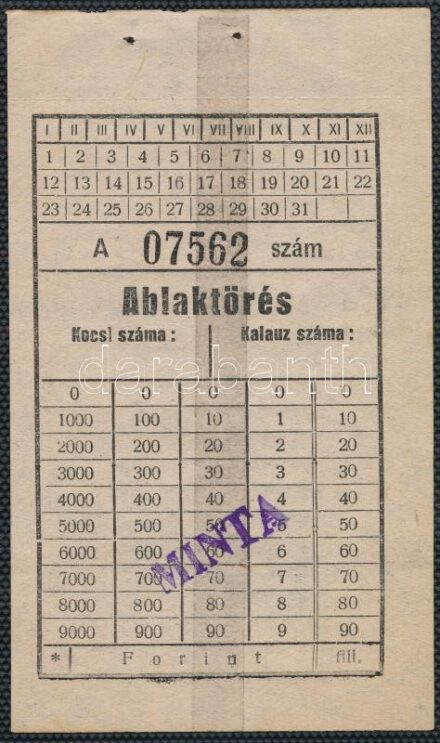 I II III IV V VI VII VIII IX X XI XII
1 2 3 4 5 6 7 8 9 10 11
12 13 14 15 16 17 18 19 20 21 22
23 24 25 26 27 28 29 30 31
A 07562 szám
Ablaktörés
Kocsi száma: Kalauz száma:
darabanth
0 0 0 0 0
1000 100 10 1 10
2000 200 20 2 20
3000 300 30 3 30
4000 400 40 4 40
5000 500 50 5 50
6000 600 60 6 60
7000 700 70 7 70
8000 800 80 8 80
9000 900 90 9 90
MINTA
* Forint fill.